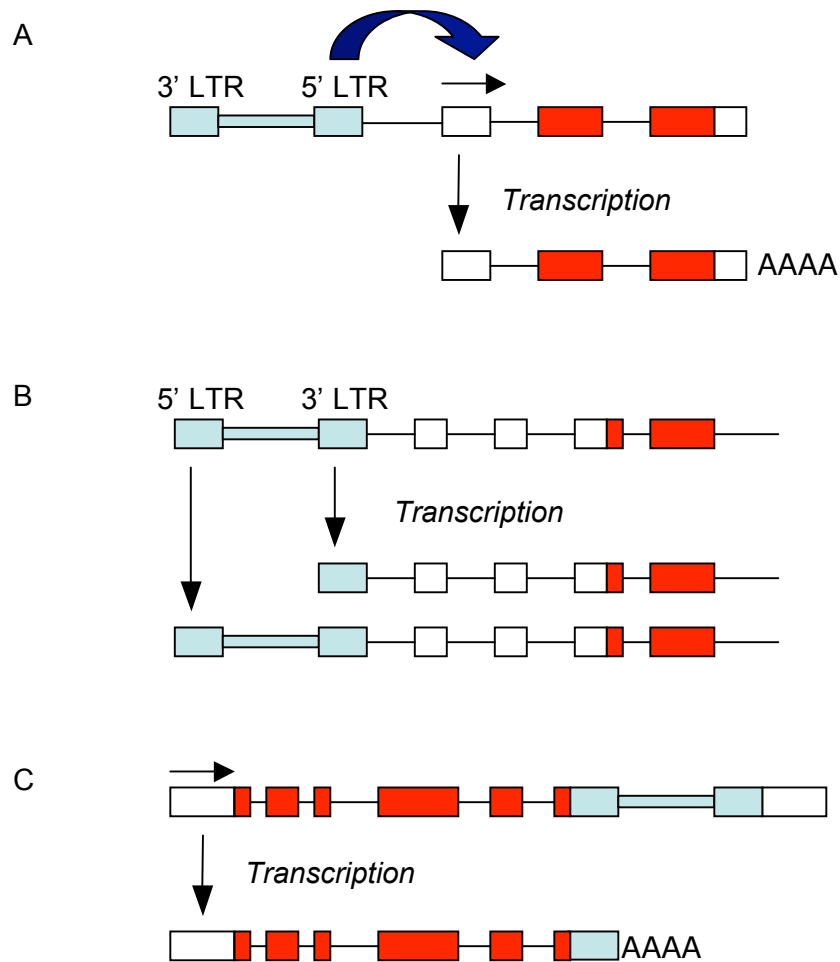 A
3’ LTR 5’ LTR
Transcription
AAAA
B
5’ LTR 3’ LTR
Transcription
C
Transcription
AAAA